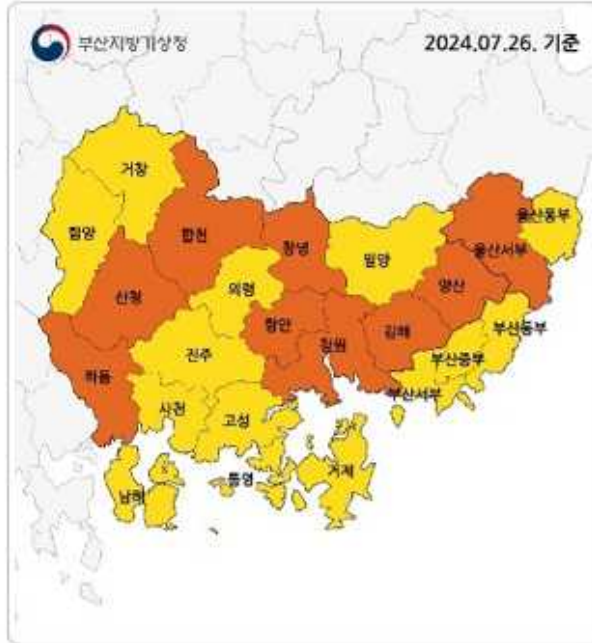 부산지방기상청
2024.07.26. 기준
거창
함양
합천
창녕
밀양
울산동부
울산서부
산청
의령
양산
함안
창원
김해
진주
부산동부
부산중부
하동
부산서부
사천
고성
통영
거제
남해